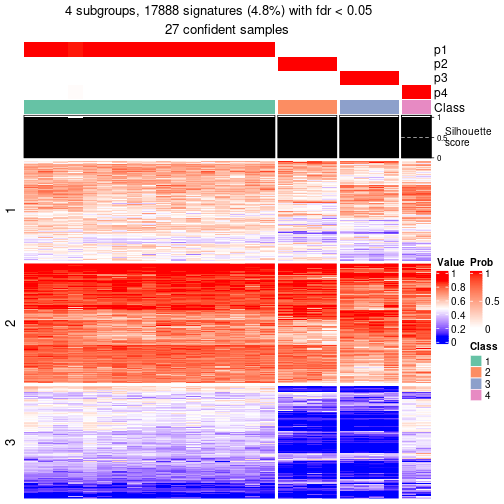 4 subgroups, 17888 signatures (4.8%) with fdr < 0.05
27 confident samples
p1
p2
p3
p4
Class
1
0.5
0
Silhouette
score
1
2
3
Value
1
0.8
0.6
0.4
0.2
0
Prob
1
0.5
0
Class
1
2
3
4